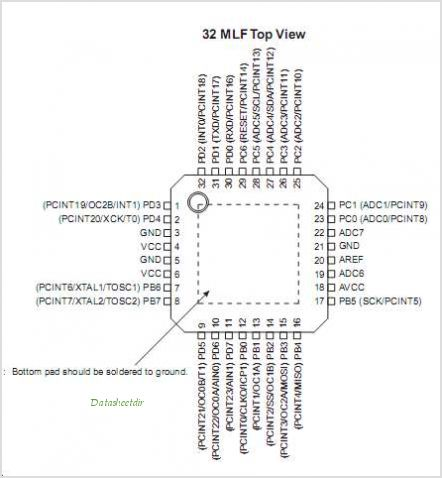 32 MLF Top View
PD2 (INT0/PCINT18)
PD1 (TXD/PCINT17)
PD0 (RXD/PCINT16)
PC6 (RESET/PCINT14)
PC5 (ADC5/SCL/PCINT13)
PC4 (ADC4/SDA/PCINT12)
PC3 (ADC3/PCINT11)
PC2 (ADC2/PCINT10)
32 31 30 29 28 27 26 25
(PCINT19/OC2B/INT1) PD3 1
(PCINT20/XCK/T0) PD4 2
GND 3
VCC 4
GND 5
VCC 6
(PCINT6/XTAL1/TOSC1) PB6 7
(PCINT7/XTAL2/TOSC2) PB7 8
24 PC1 (ADC1/PCINT9)
23 PC0 (ADC0/PCINT8)
22 ADC7
21 GND
20 AREF
19 ADC6
18 AVCC
17 PB5 (SCK/PCINT5)
9 10 11 12 13 14 15 16
(PCINT21/OC0B/T1) PD5
(PCINT22/OC0A/AIN0) PD6
(PCINT23/AIN1) PD7
(PCINT0/CLKO/ICP1) PB0
(PCINT1/OC1A) PB1
(PCINT2/SS/OC1B) PB2
(PCINT3/OC2A/MOSI) PB3
(PCINT4/MISO) PB4
: Bottom pad should be soldered to ground.
Datasheetdir